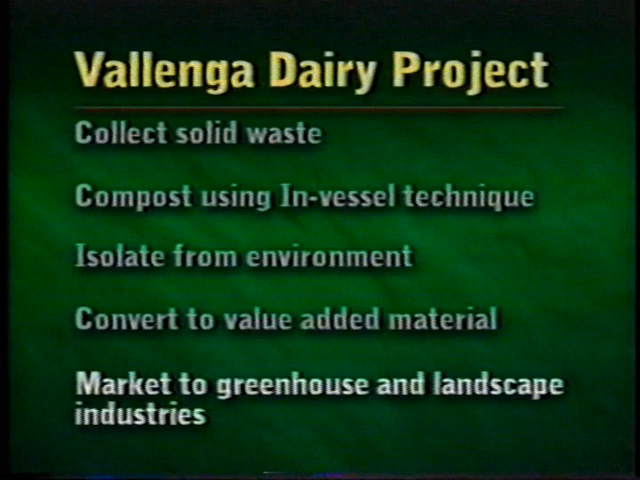 Vallenga Dairy Project
Collect solid waste
Compost using In-vessel technique
Isolate from environment
Convert to value added material
Market to greenhouse and landscape
industries